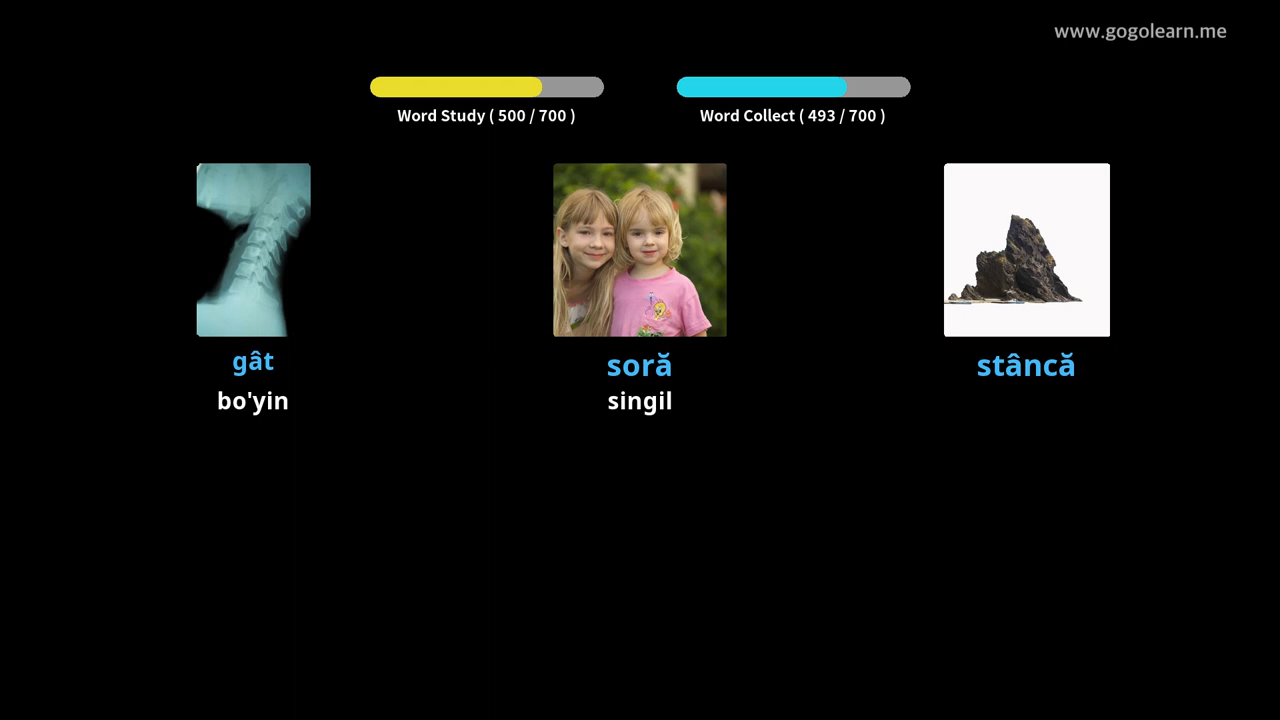 www.gogolearn.me
Word Study ( 500 / 700 )
Word Collect ( 493 / 700 )
gât
soră
stâncă
bo'yin
singil